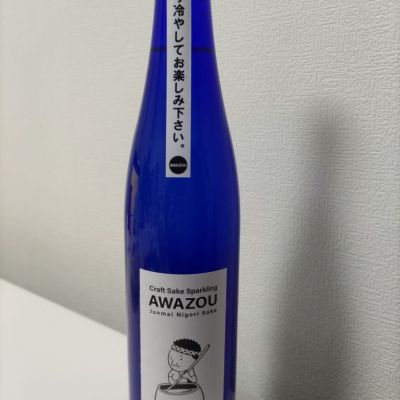 冷やしてお楽しみ下さい。
AWAZOU
Craft Sake Sparkling
AWAZOU
Junmai Nigori Sake